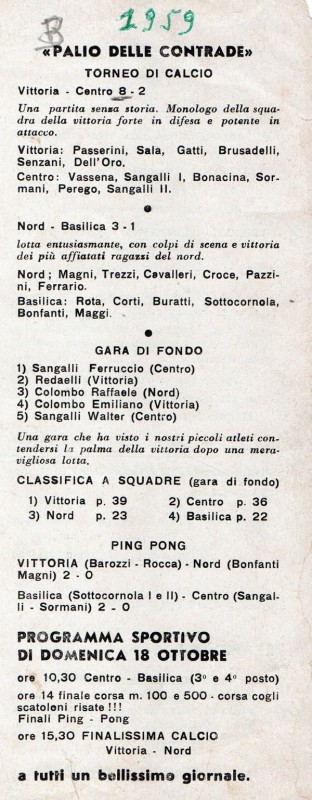 1959
B
«PALIO DELLE CONTRADE»
TORNEO DI CALCIO
Vittoria - Centro 8 - 2
Una partita senza storia. Monologo della squa-
dra della vittoria forte in difesa e potente in
attacco.
Vittoria: Passerini, Sala, Gatti, Brusadelli,
Senzani, Dell'Oro.
Centro: Vassena, Sangalli I, Bonacina, Sor-
mani, Perego, Sangalli II.
Nord - Basilica 3 - 1
lotta entusiasmante, con colpi di scena e vittoria
dei più affiatati ragazzi del nord.
Nord; Magni, Trezzi, Cavalleri, Croce, Pazzi-
ni, Ferrario.
Basilica: Rota, Corti, Buratti, Sottocornola,
Bonfanti, Maggi.
GARA DI FONDO
1) Sangalli Ferruccio (Centro)
2) Redaelli (Vittoria)
3) Colombo Raffaele (Nord)
4) Colombo Emiliano (Vittoria)
5) Sangalli Walter (Centro)
Una gara che ha visto i nostri piccoli atleti con-
tendersi la palma della vittoria dopo una mera-
vigliosa lotta.
CLASSIFICA A SQUADRE (gara di fondo)
1) Vittoria p. 39 2) Centro p. 36
3) Nord p. 23 4) Basilica p. 22
PING PONG
VITTORIA (Barozzi - Rocca) - Nord (Bonfanti
Magni) 2 - 0
Basilica (Sottocornola I e II) - Centro (Sangal-
li - Sormani) 2 - 0
PROGRAMMA SPORTIVO
DI DOMENICA 18 OTTOBRE
ore 10,30 Centro - Basilica (3º e 4º posto)
ore 14 finale corsa m. 100 e 500 - corsa cogli
scatoloni risate !!!
Finali Ping - Pong
ore 15,30 FINALISSIMA CALCIO
Vittoria - Nord
a tutti un bellissimo giornale.